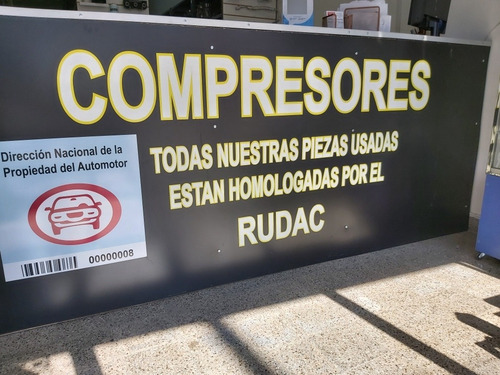 COMPRESORES
TODAS NUESTRAS PIEZAS USADAS
ESTAN HOMOLOGADAS POR EL
RUDAC
Dirección Nacional de la
Propiedad del Automotor
00000008